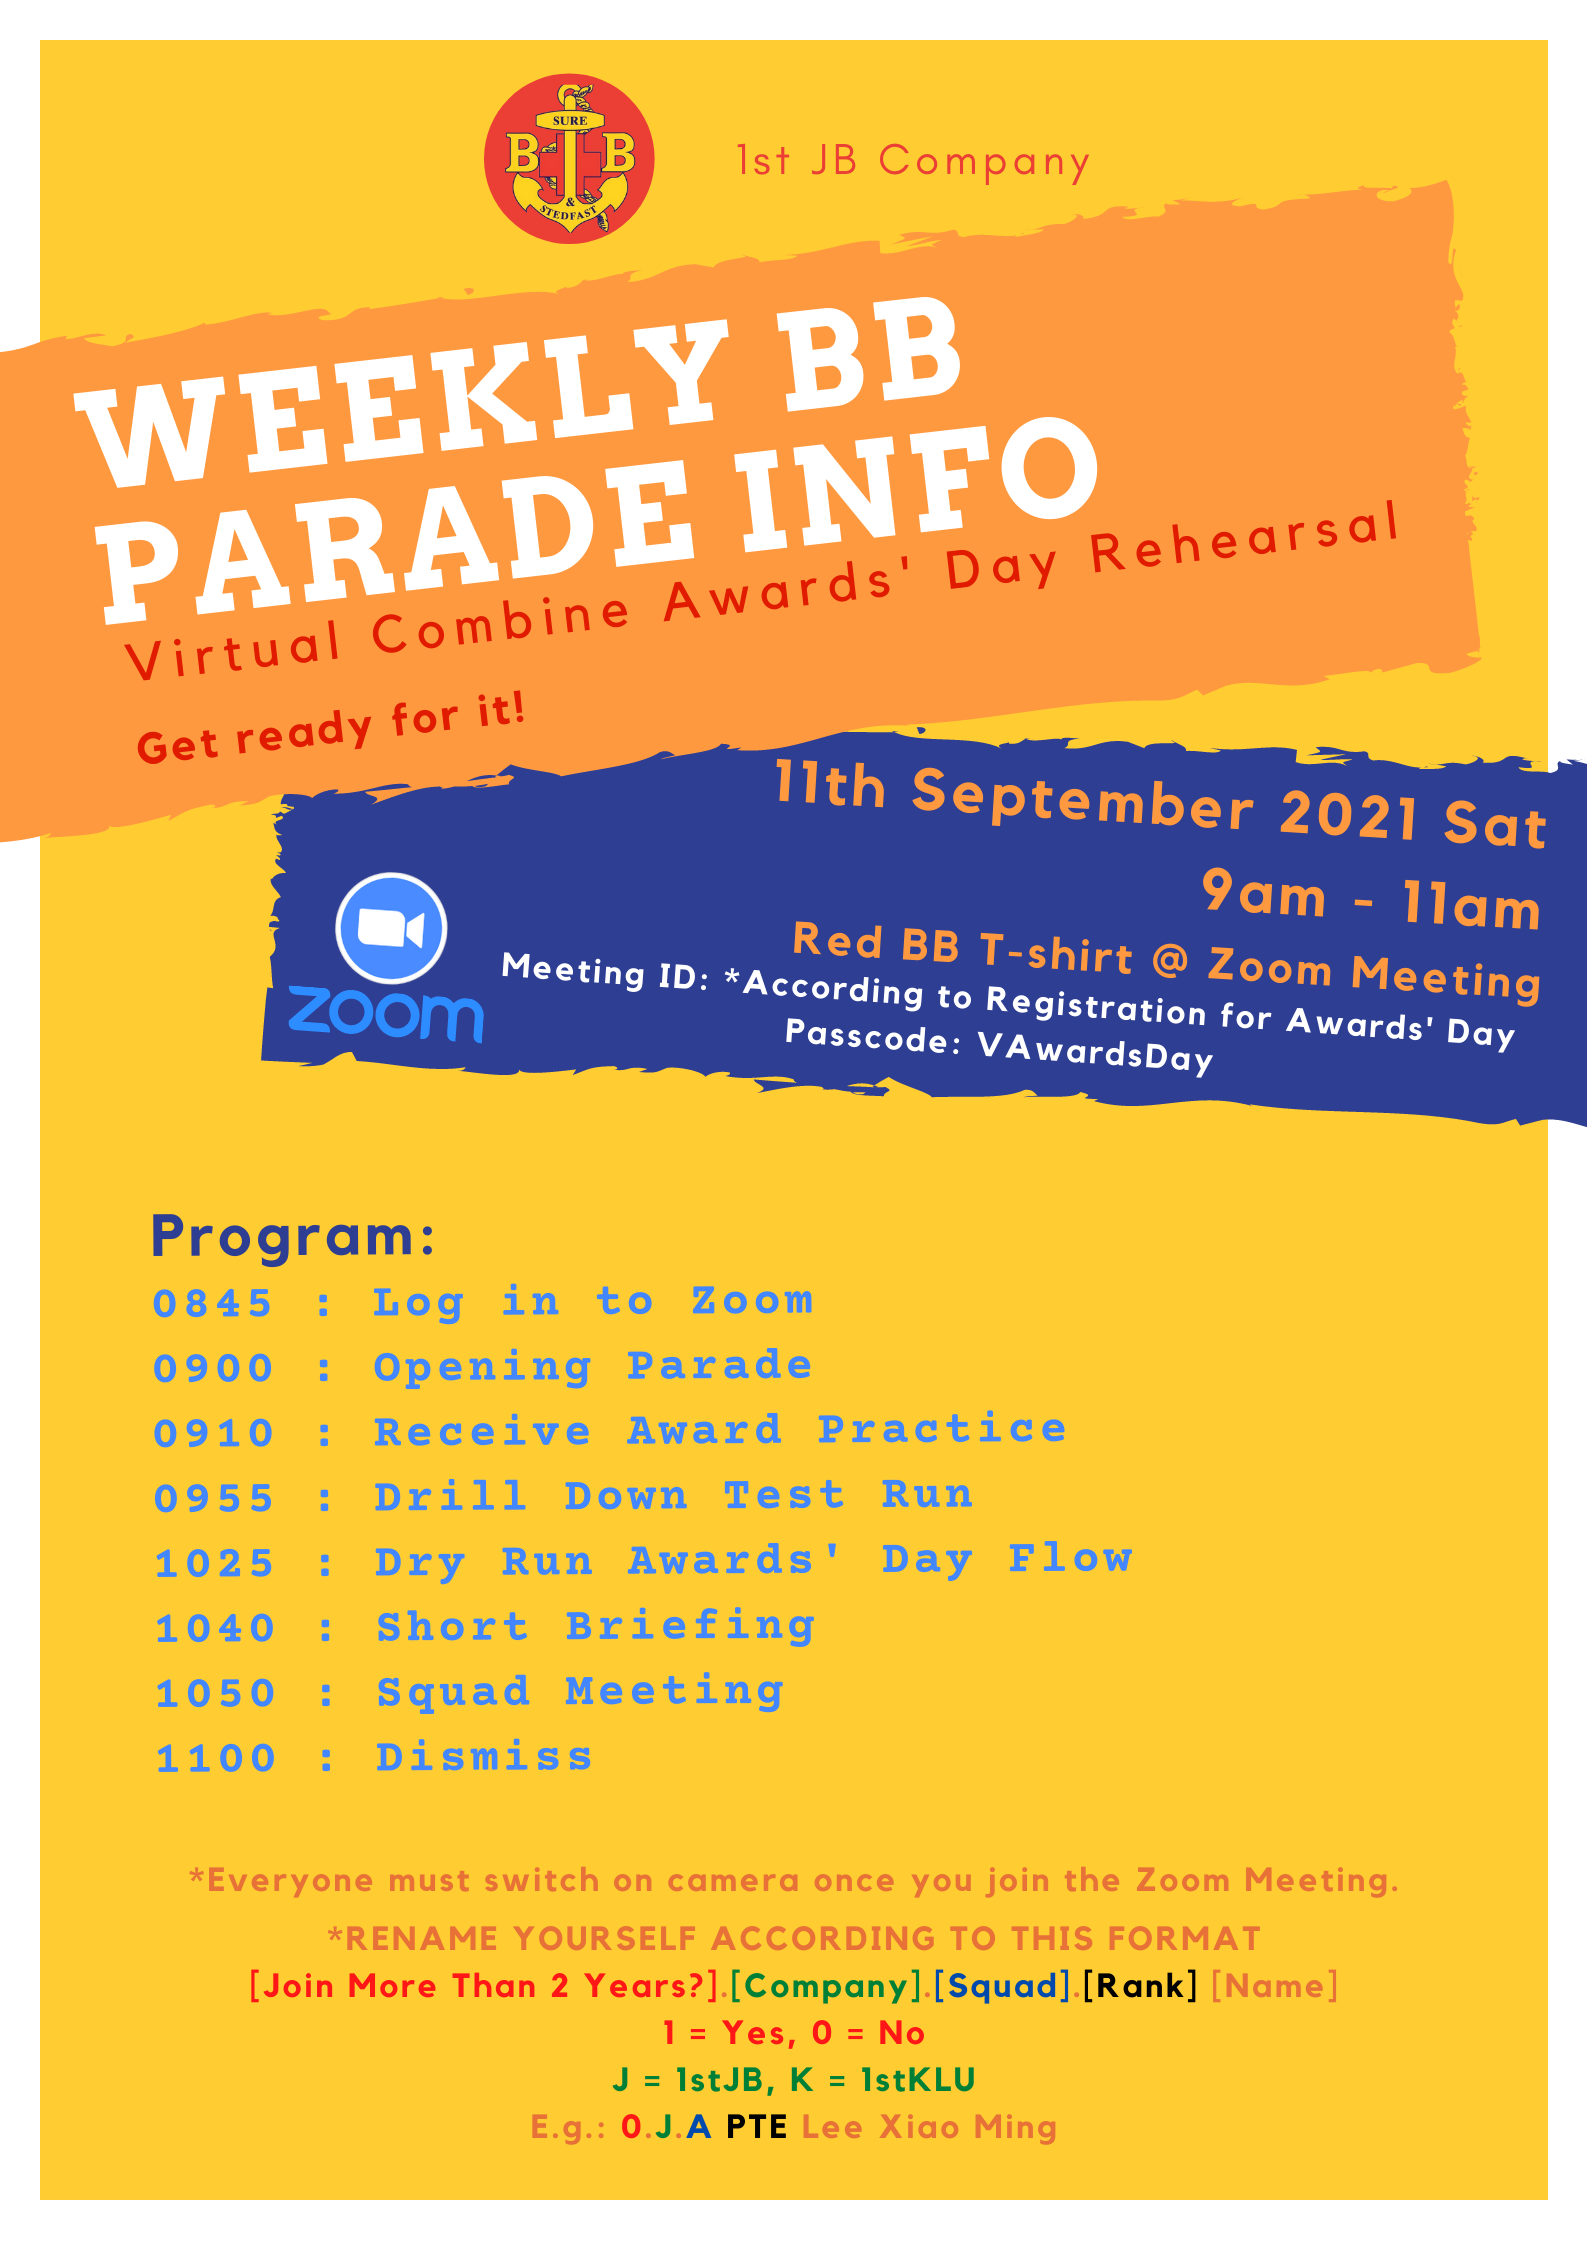 SURE
B B
&
STEDFAST
1st JB Company
WEEKLY BB
PARADE INFO
Virtual Combine Awards' Day Rehearsal
Get ready for it!
11th September 2021 Sat
9am - 11am
Red BB T-shirt @ Zoom Meeting
Meeting ID: *According to Registration for Awards' Day
Passcode: VAwardsDay
zoom
Program:
0845 : Log in to Zoom
0900 : Opening Parade
0910 : Receive Award Practice
0955 : Drill Down Test Run
1025 : Dry Run Awards' Day Flow
1040 : Short Briefing
1050 : Squad Meeting
1100 : Dismiss
*Everyone must switch on camera once you join the Zoom Meeting.
*RENAME YOURSELF ACCORDING TO THIS FORMAT
[Join More Than 2 Years?].[Company].[Squad].[Rank] [Name]
1 = Yes, 0 = No
J = 1stJB, K = 1stKLU
E.g.: 0.J.A PTE Lee Xiao Ming